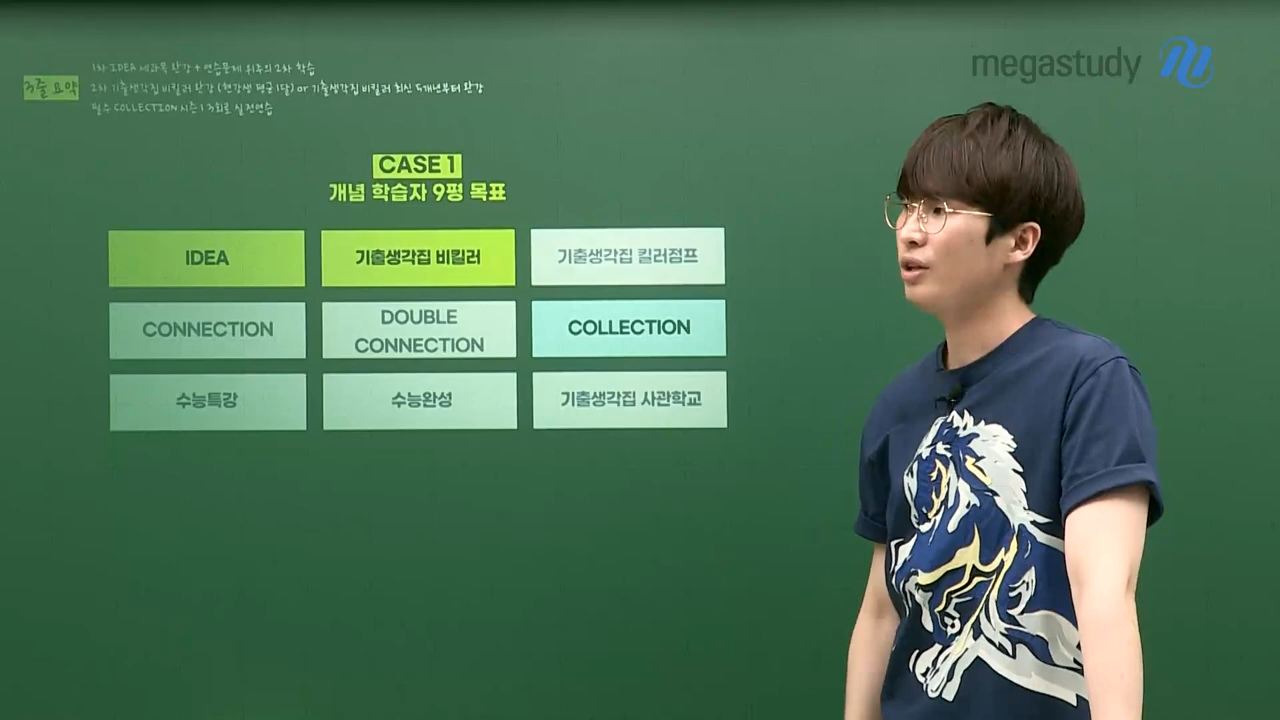 megastudy
3줄 요약
1차 IDEA 세과목 완강 + 연습문제 위주의 2차 학습
2차 기출생각집 비킬러 완강 (현강생 평균 1달) or 기출생각집 비킬러 최신 5개년부터 완강
필수 COLLECTION 시즌 1 3회로 실전연습
CASE 1
개념 학습자 9평 목표
IDEA
기출생각집 비킬러
기출생각집 킬러점프
CONNECTION
DOUBLE
CONNECTION
COLLECTION
수능특강
수능완성
기출생각집 사관학교